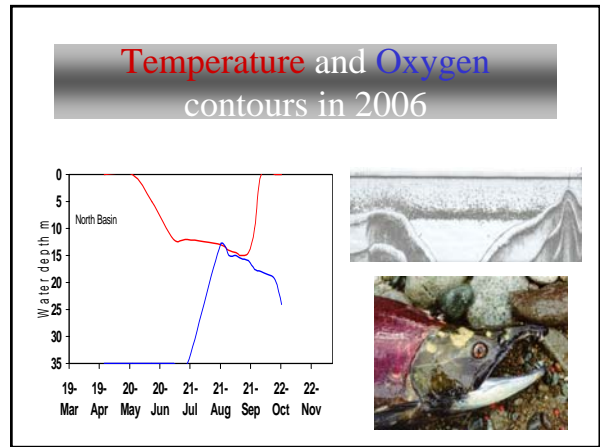 Temperature and Oxygen
contours in 2006
0
5
10
15
20
25
30
35
Water depth m
North Basin
19- 19- 20- 20- 21- 21- 21- 22- 22-
Mar Apr May Jun Jul Aug Sep Oct Nov